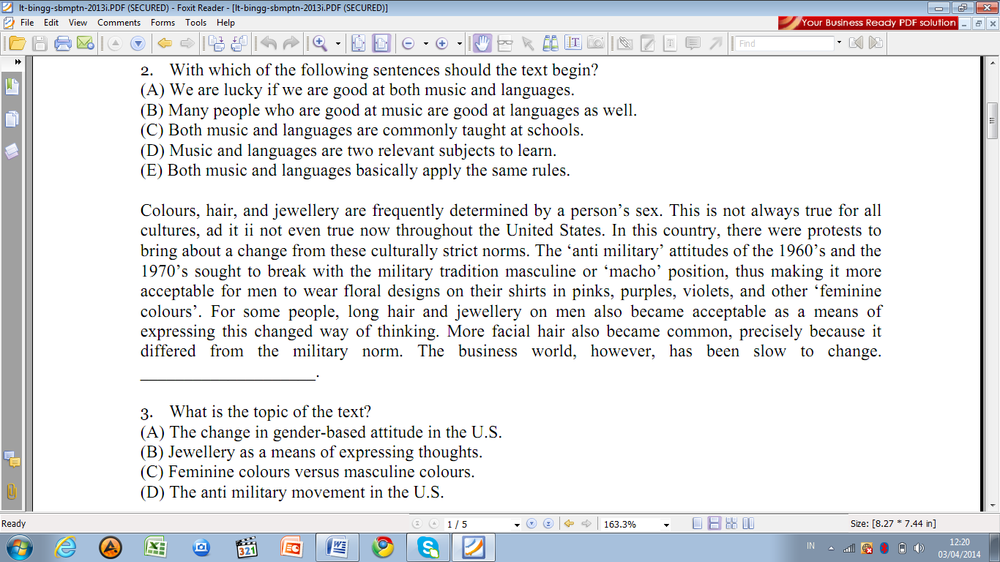 lt-bingg-sbmptn-2013i.PDF (SECURED) - Foxit Reader - [lt-bingg-sbmptn-2013i.PDF (SECURED)]
File Edit View Comments Forms Tools Help
Your Business Ready PDF solution
Find
2. With which of the following sentences should the text begin?
(A) We are lucky if we are good at both music and languages.
(B) Many people who are good at music are good at languages as well.
(C) Both music and languages are commonly taught at schools.
(D) Music and languages are two relevant subjects to learn.
(E) Both music and languages basically apply the same rules.
Colours, hair, and jewellery are frequently determined by a person’s sex. This is not always true for all
cultures, ad it ii not even true now throughout the United States. In this country, there were protests to
bring about a change from these culturally strict norms. The ‘anti military’ attitudes of the 1960’s and the
1970’s sought to break with the military tradition masculine or ‘macho’ position, thus making it more
acceptable for men to wear floral designs on their shirts in pinks, purples, violets, and other ‘feminine
colours’. For some people, long hair and jewellery on men also became acceptable as a means of
expressing this changed way of thinking. More facial hair also became common, precisely because it
differed from the military norm. The business world, however, has been slow to change.
____________________.
3. What is the topic of the text?
(A) The change in gender-based attitude in the U.S.
(B) Jewellery as a means of expressing thoughts.
(C) Feminine colours versus masculine colours.
(D) The anti military movement in the U.S.
Ready
1 / 5
163.3%
Size: [8.27 * 7.44 in]
321
IN
12:20
03/04/2014